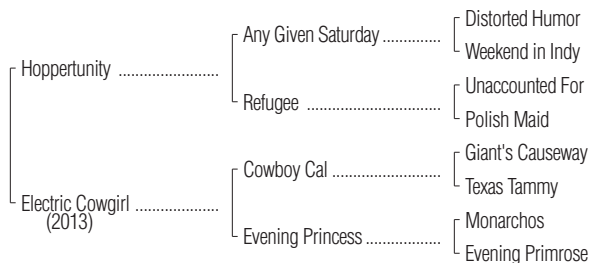 Distorted Humor
Any Given Saturday ..............
Weekend in Indy
Hoppertunity ........................
Unaccounted For
Refugee ................................
Polish Maid
Giant's Causeway
Cowboy Cal ..........................
Texas Tammy
Electric Cowgirl ....................
(2013)
Monarchos
Evening Princess ..................
Evening Primrose